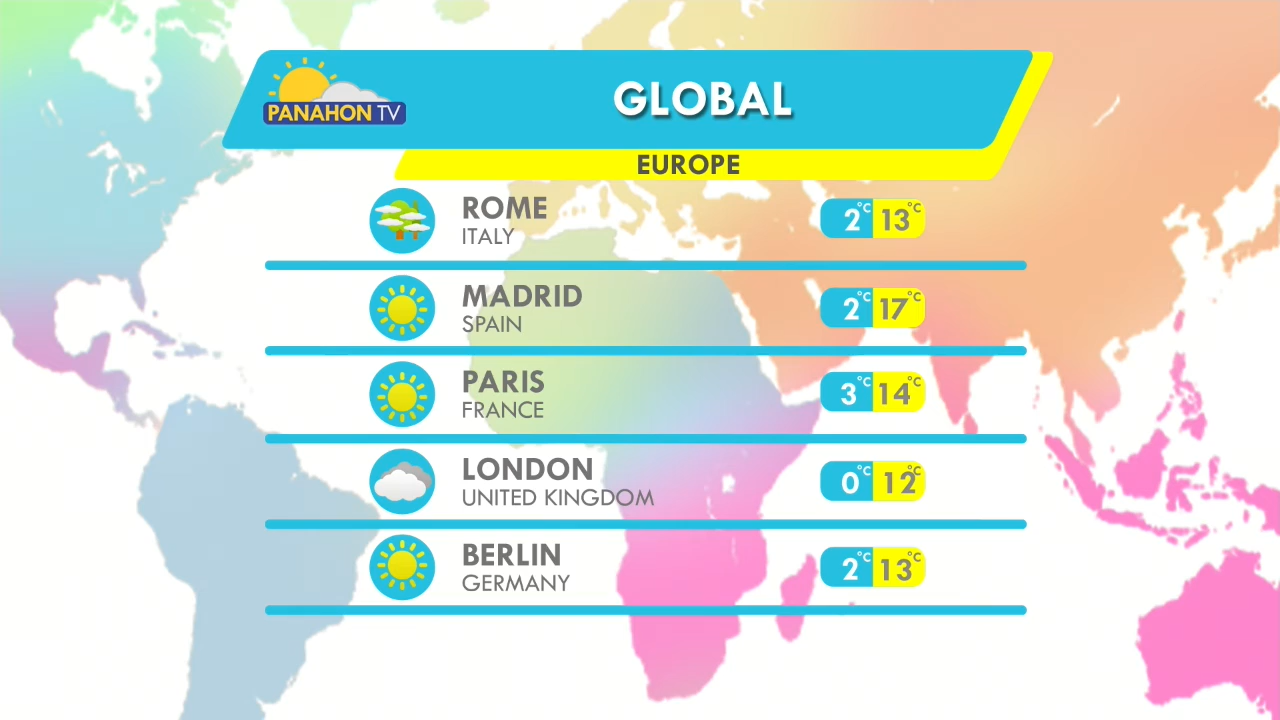 PANAHON TV
GLOBAL
EUROPE
ROME
ITALY
2°C 13°C
MADRID
SPAIN
2°C 17°C
PARIS
FRANCE
3°C 14°C
LONDON
UNITED KINGDOM
0°C 12°C
BERLIN
GERMANY
2°C 13°C